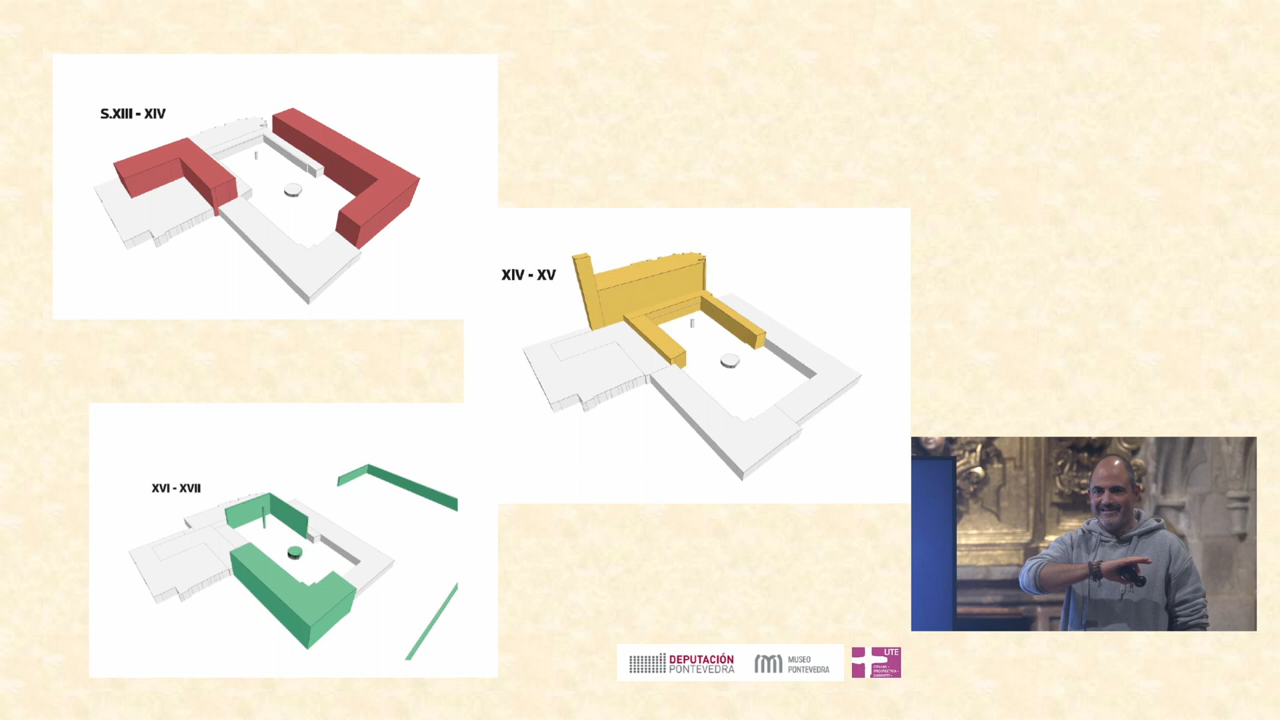 S.XIII - XIV
XIV - XV
XVI - XVII
DEPUTACIÓN
PONTEVEDRA
MUSEO
PONTEVEDRA
UTE